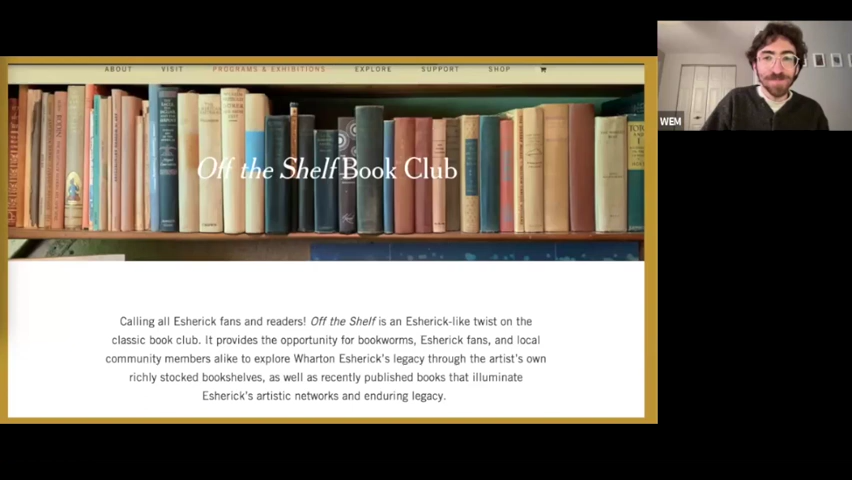 ABOUT VISIT PROGRAMS & EXHIBITIONS EXPLORE SUPPORT SHOP
WEM
Off the Shelf Book Club
Calling all Esherick fans and readers! Off the Shelf is an Esherick-like twist on the
classic book club. It provides the opportunity for bookworms, Esherick fans, and local
community members alike to explore Wharton Esherick's legacy through the artist's own
richly stocked bookshelves, as well as recently published books that illuminate
Esherick's artistic networks and enduring legacy.